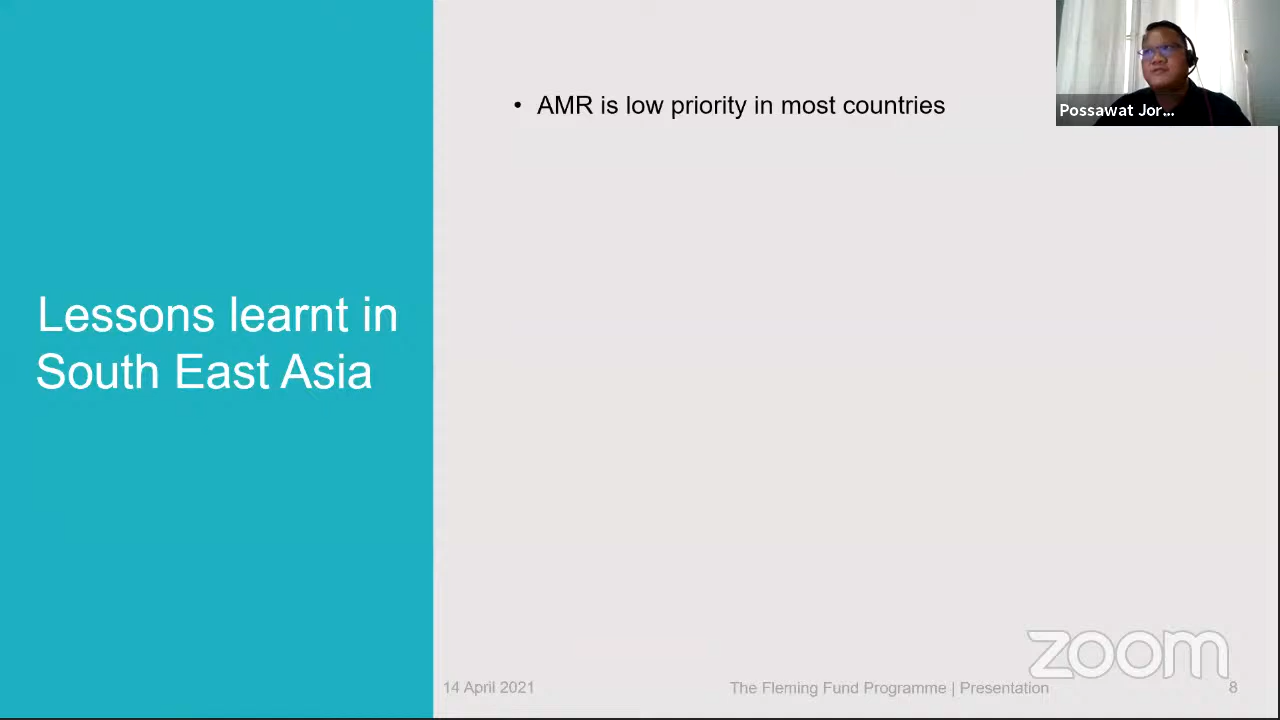 • AMR is low priority in most countries
Possawat Jor...
Lessons learnt in
South East Asia
zoom
14 April 2021
The Fleming Fund Programme | Presentation
8